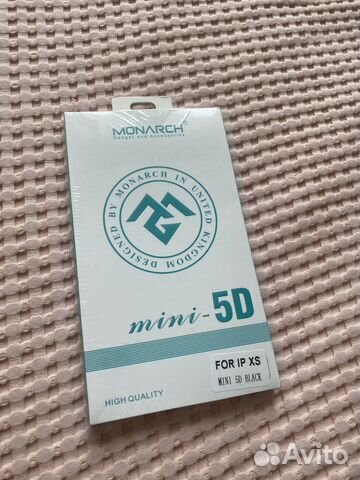 MONARCH®
Gadget and Accessories
DESIGNED BY MONARCH IN UNITED KINGDOM
mini-5D
FOR IP XS
MINI 5D BLACK
HIGH QUALITY
Avito